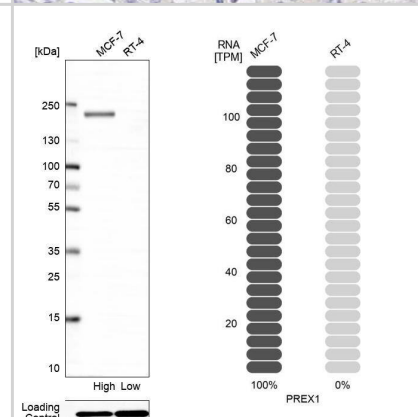 [kDa]
MCF-7
RT-4
250
130
100
70
55
35
25
15
10
High Low
Loading
Control
RNA
[TPM]
MCF-7
RT-4
100
80
60
40
20
100%
0%
PREX1